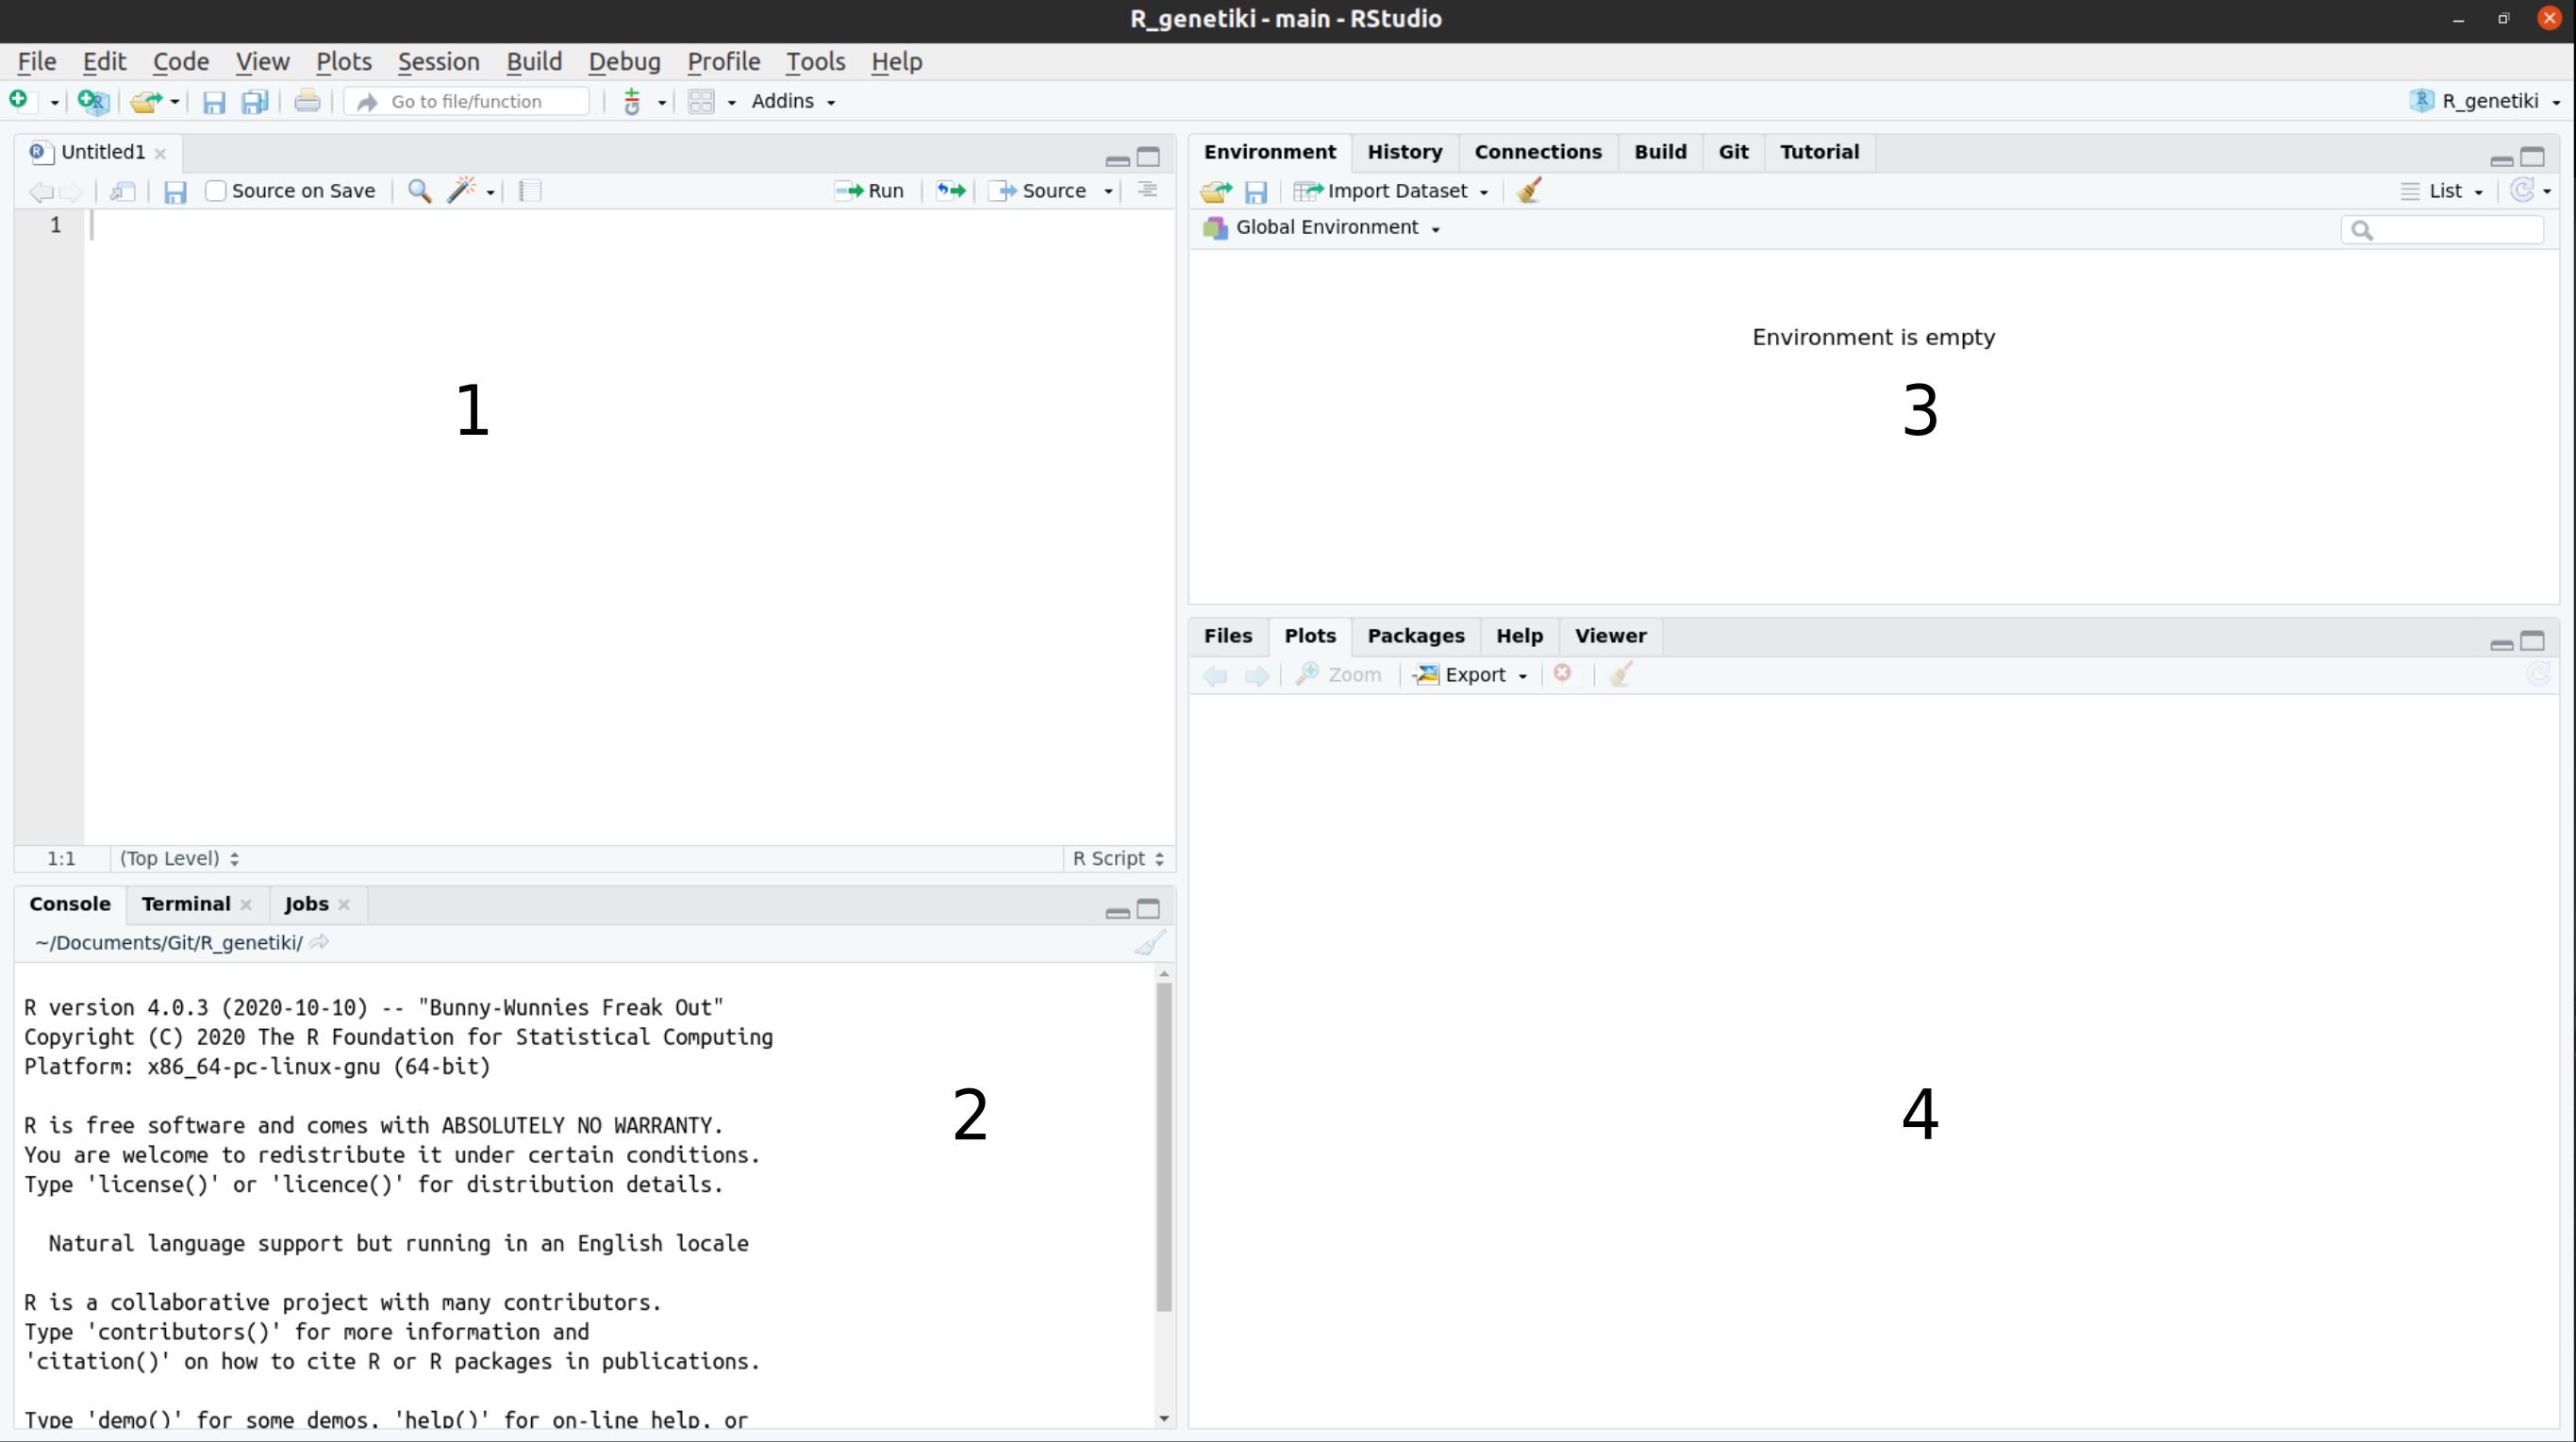 R_genetiki - main - RStudio
File Edit Code View Plots Session Build Debug Profile Tools Help
Go to file/function Addins R_genetiki
Untitled1
Source on Save Run Source
1
1
1:1 (Top Level) R Script
Console Terminal Jobs
~/Documents/Git/R_genetiki/
R version 4.0.3 (2020-10-10) -- "Bunny-Wunnies Freak Out"
Copyright (C) 2020 The R Foundation for Statistical Computing
Platform: x86_64-pc-linux-gnu (64-bit)
2
R is free software and comes with ABSOLUTELY NO WARRANTY.
You are welcome to redistribute it under certain conditions.
Type 'license()' or 'licence()' for distribution details.
Natural language support but running in an English locale
R is a collaborative project with many contributors.
Type 'contributors()' for more information and
'citation()' on how to cite R or R packages in publications.
Type 'demo()' for some demos, 'help()' for on-line help, or
Environment History Connections Build Git Tutorial
Import Dataset List
Global Environment
Environment is empty
3
Files Plots Packages Help Viewer
Zoom Export
4